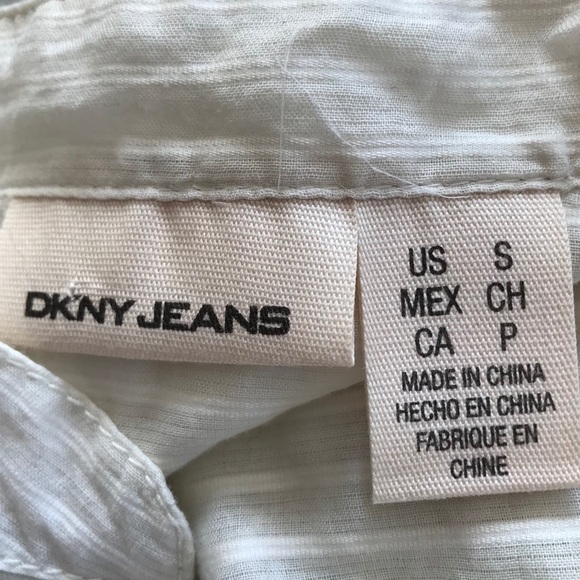 DKNY JEANS
US S
MEX CH
CA P
MADE IN CHINA
HECHO EN CHINA
FABRIQUE EN
CHINE